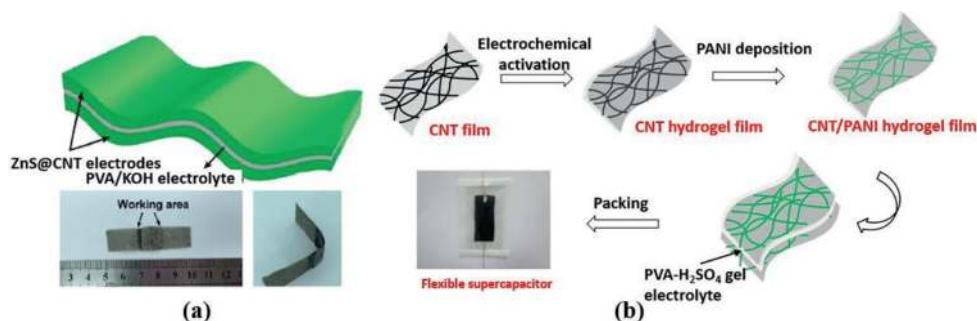 ZnS@CNT electrodes
PVA/KOH electrolyte
Working area
3 4 5 6 7 8 9 10 11 12
(a)
Electrochemical
activation
PANI deposition
CNT film
CNT hydrogel film
CNT/PANI hydrogel film
Packing
PVA-H₂SO₄ gel
electrolyte
Flexible supercapacitor
(b)